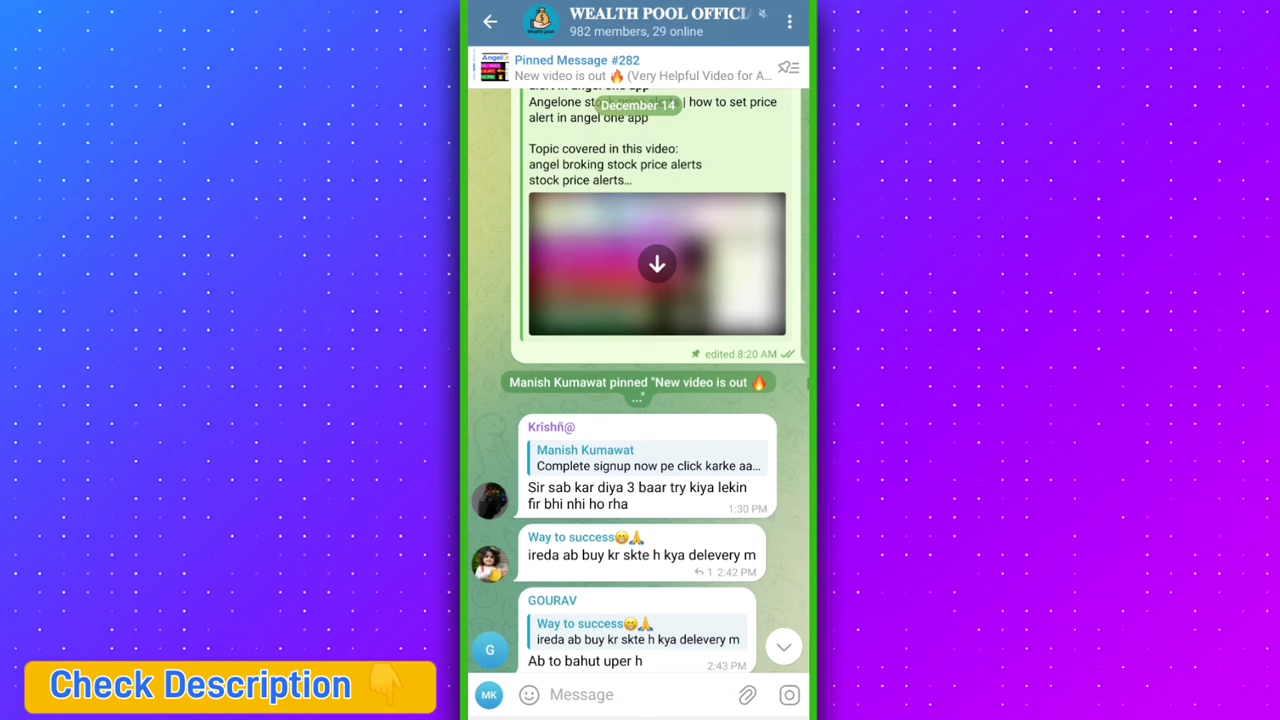 WEALTH POOL OFFICI
982 members, 29 online
Pinned Message #282
New video is out 🔥 (Very Helpful Video for A...
Angelone | how to set price
December 14
alert in angel one app
Topic covered in this video:
angel broking stock price alerts
stock price alerts...
edited 8:20 AM
Manish Kumawat pinned "New video is out 🔥
..."
Krishñ@
Manish Kumawat
Complete signup now pe click karke aa...
Sir sab kar diya 3 baar try kiya lekin
fir bhi nhi ho rha
1:30 PM
Way to success😁🙏
ireda ab buy kr skte h kya delevery m
1 2:42 PM
GOURAV
Way to success😁🙏
ireda ab buy kr skte h kya delevery m
G
Ab to bahut uper h
2:43 PM
MK
Message
Check Description 👇
Wealth pool